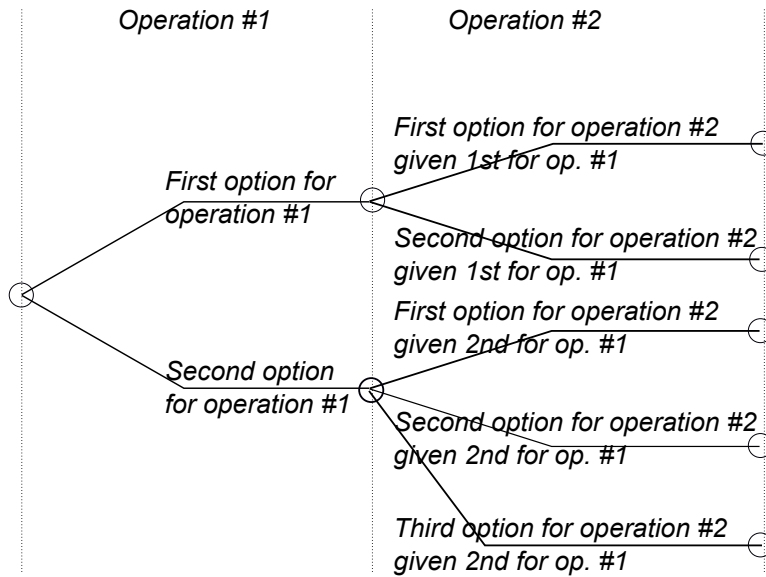 Operation #1
Operation #2
First option for operation #2
given 1st for op. #1
First option for
operation #1
Second option for operation #2
given 1st for op. #1
First option for operation #2
given 2nd for op. #1
Second option
for operation #1
Second option for operation #2
given 2nd for op. #1
Third option for operation #2
given 2nd for op. #1